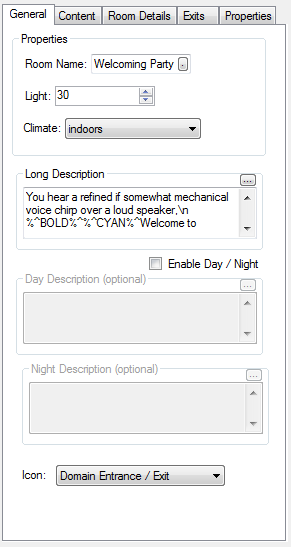 General Content Room Details Exits Properties
Properties
Room Name: Welcoming Party .
Light: 30
Climate: indoors
Long Description ...
You hear a refined if somewhat mechanical
voice chirp over a loud speaker,\n
%^BOLD%^%^CYAN%^Welcome to
Enable Day / Night
Day Description (optional) ...
Night Description (optional) ...
Icon: Domain Entrance / Exit